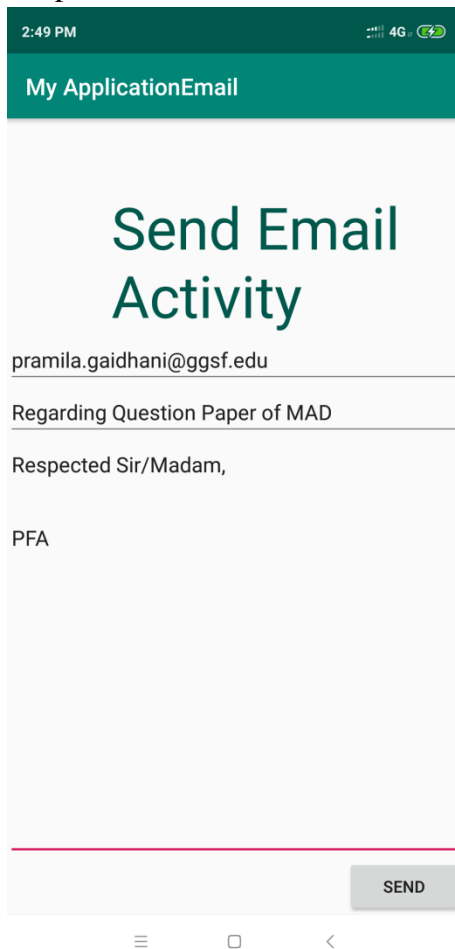 2:49 PM 4G
My ApplicationEmail
Send Email
Activity
pramila.gaidhani@ggsf.edu
Regarding Question Paper of MAD
Respected Sir/Madam,
PFA
SEND